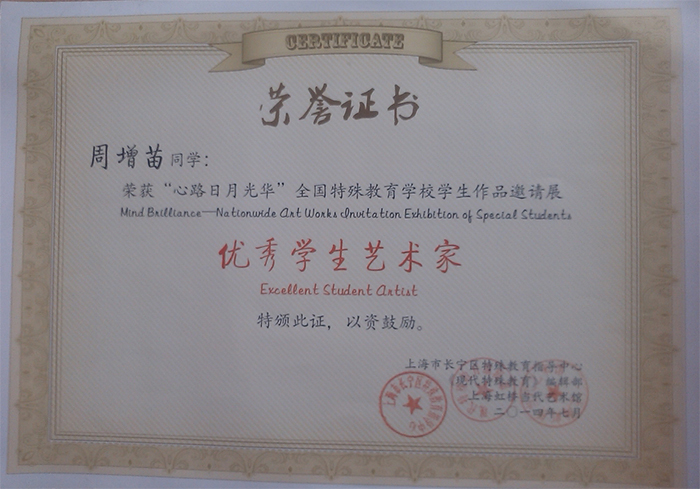 CERTIFICATE
荣誉证书
周增苗同学：
荣获“心路日月光华”全国特殊教育学校学生作品邀请展
Mind Brilliance—Nationwide Art Works Invitation Exhibition of Special Students
优秀学生艺术家
Excellent Student Artist
特颁此证，以资鼓励。
上海市长宁区特殊教育指导中心
《现代特殊教育》编辑部
上海虹桥当代艺术馆
二〇一四年七月